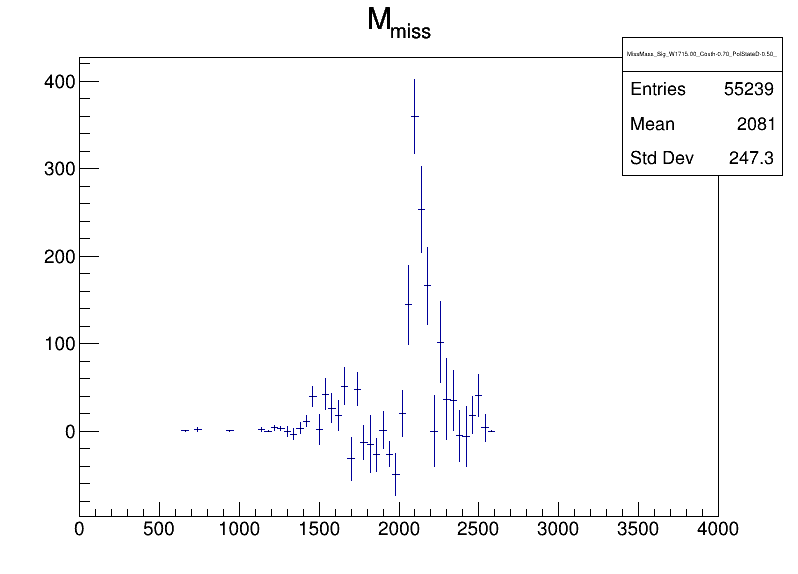 M_miss
MissMass_Sig_W1715.00_Costh-0.70_PolStateD-0.50_
Entries 55239
Mean 2081
Std Dev 247.3
400
300
200
100
0
0 500 1000 1500 2000 2500 3000 3500 4000